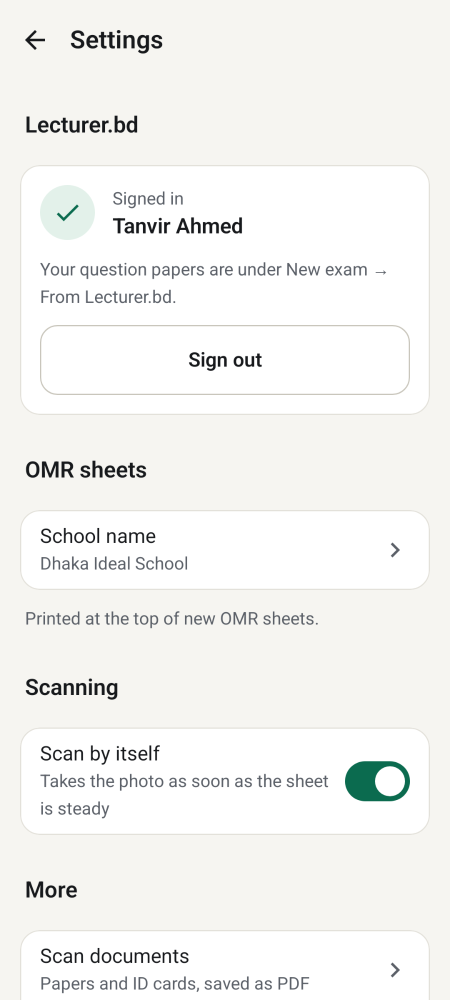 Settings
Lecturer.bd
Signed in
Tanvir Ahmed
Your question papers are under New exam →
From Lecturer.bd.
Sign out
OMR sheets
School name
Dhaka Ideal School
Printed at the top of new OMR sheets.
Scanning
Scan by itself
Takes the photo as soon as the sheet
is steady
More
Scan documents
Papers and ID cards, saved as PDF